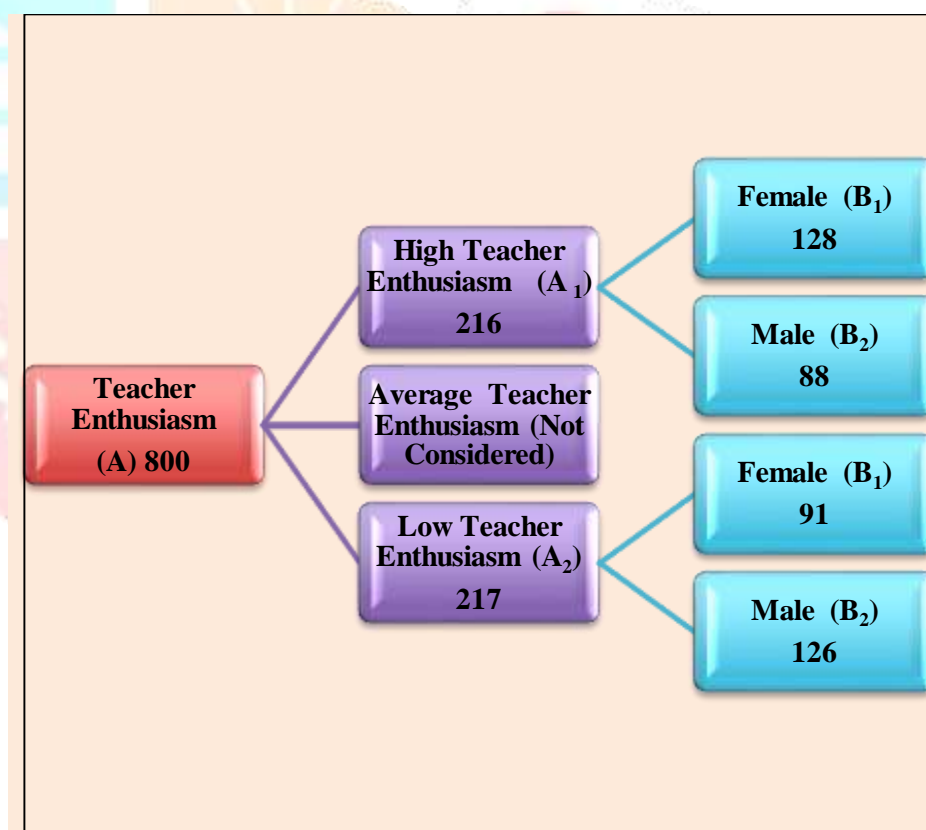 Teacher
Enthusiasm
(A) 800
High Teacher
Enthusiasm (A₁)
216
Average Teacher
Enthusiasm (Not
Considered)
Low Teacher
Enthusiasm (A₂)
217
Female (B₁)
128
Male (B₂)
88
Female (B₁)
91
Male (B₂)
126